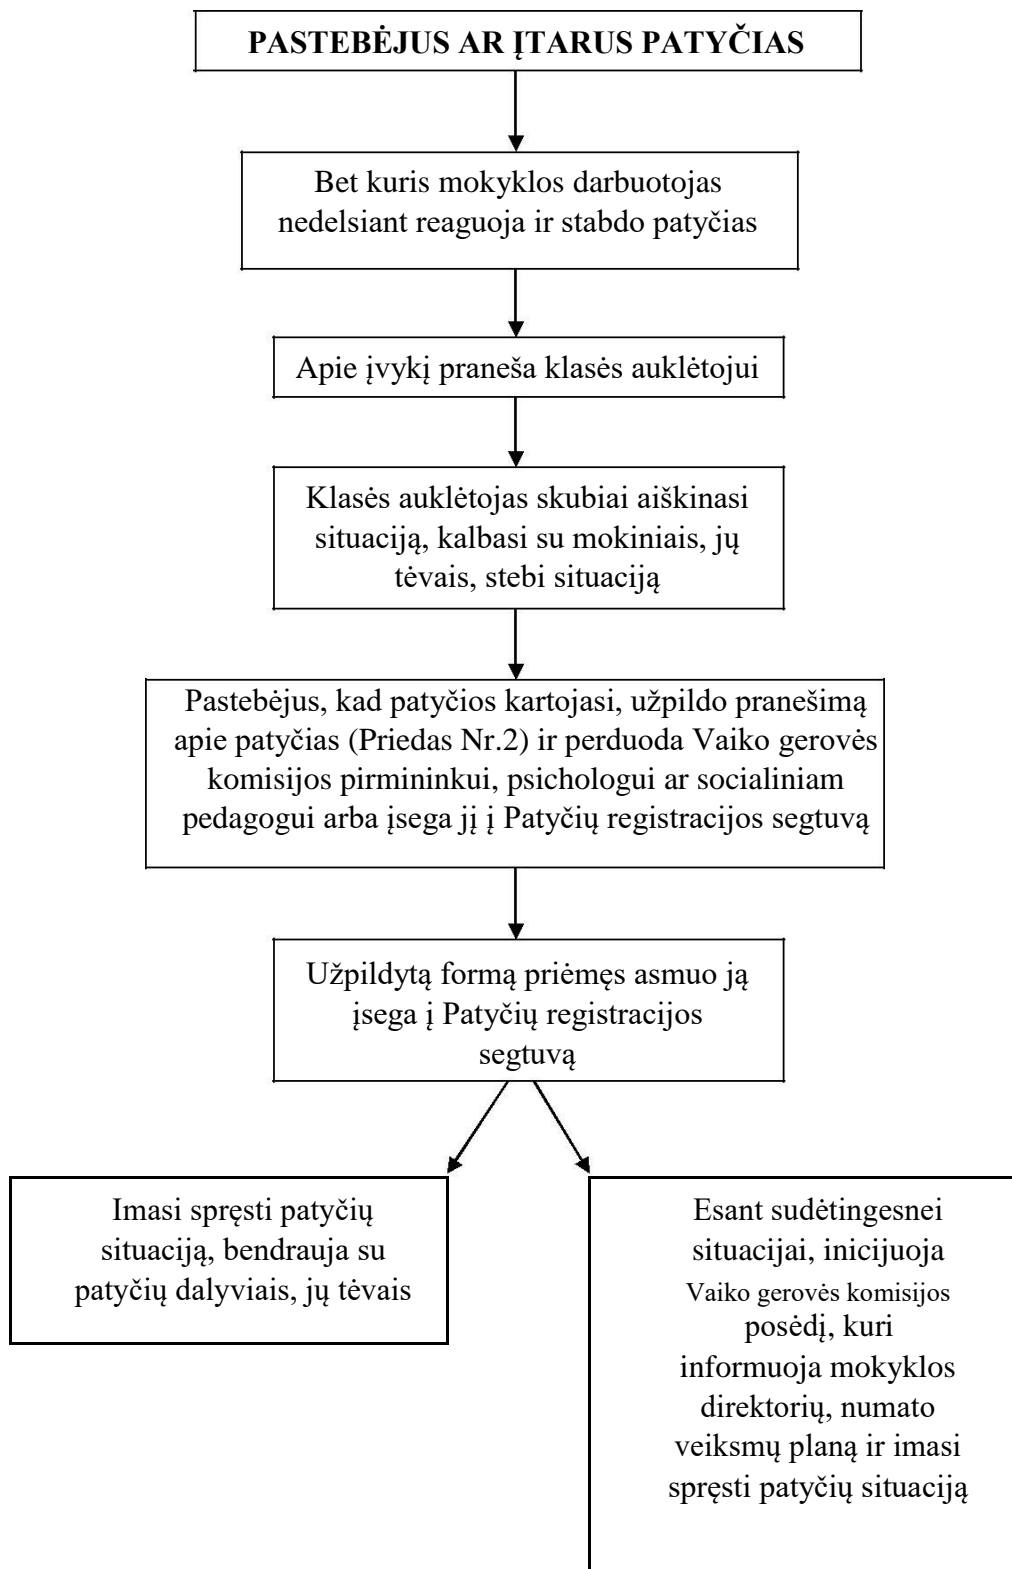 PASTEBĖJUS AR ĮTARUS PATYČIAS
Bet kuris mokyklos darbuotojas
nedelsiant reaguoja ir stabdo patyčias
Apie įvykį praneša klasės auklėtojui
Klasės auklėtojas skubiai aiškinasi
situaciją, kalbasi su mokiniais, jų
tėvais, stebi situaciją
Pastebėjus, kad patyčios kartojasi, užpildo pranešimą
apie patyčias (Priedas Nr.2) ir perduoda Vaiko gerovės
komisijos pirmininkui, psichologui ar socialiniam
pedagogui arba įsega jį į Patyčių registracijos segtuvą
Užpildytą formą priėmęs asmuo ją
įsega į Patyčių registracijos
segtuvą
Imasi spręsti patyčių
situaciją, bendrauja su
patyčių dalyviais, jų tėvais
Esant sudėtingesnei
situacijai, inicijuoja
Vaiko gerovės komisijos
posėdį, kuri
informuoja mokyklos
direktorių, numato
veiksmų planą ir imasi
spręsti patyčių situaciją